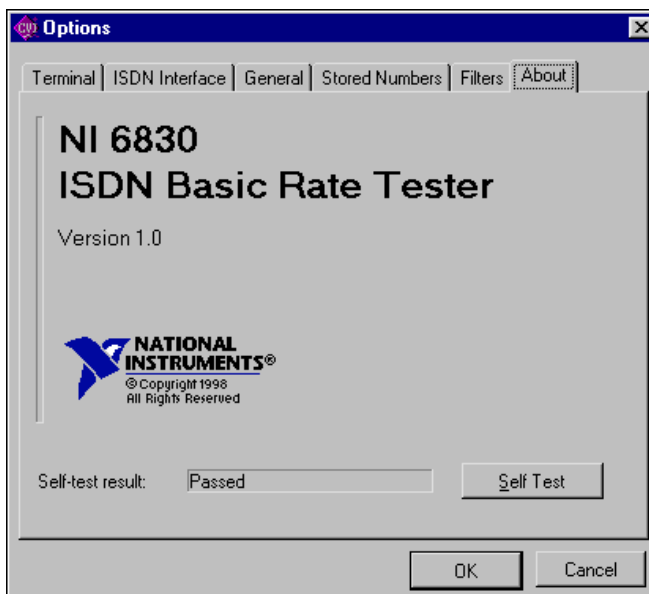 CVI Options
Terminal ISDN Interface General Stored Numbers Filters About
NI 6830
ISDN Basic Rate Tester
Version 1.0
NATIONAL
INSTRUMENTS®
© Copyright 1998
All Rights Reserved
Self-test result: Passed Self Test
OK Cancel